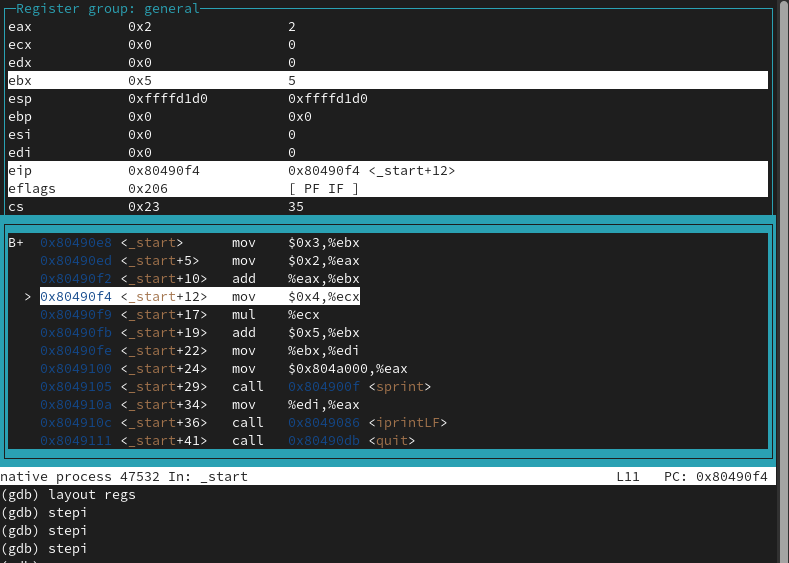 Register group: general
eax 0x2 2
ecx 0x0 0
edx 0x0 0
ebx 0x5 5
esp 0xffffd1d0 0xffffd1d0
ebp 0x0 0x0
esi 0x0 0
edi 0x0 0
eip 0x80490f4 0x80490f4 <_start+12>
eflags 0x206 [ PF IF ]
cs 0x23 35
B+ 0x80490e8 <_start> mov $0x3,%ebx
0x80490ed <_start+5> mov $0x2,%eax
0x80490f2 <_start+10> add %eax,%ebx
> 0x80490f4 <_start+12> mov $0x4,%ecx
0x80490f9 <_start+17> mul %ecx
0x80490fb <_start+19> add $0x5,%ebx
0x80490fe <_start+22> mov %ebx,%edi
0x8049100 <_start+24> mov $0x804a000,%eax
0x8049105 <_start+29> call 0x804900f <sprint>
0x804910a <_start+34> mov %edi,%eax
0x804910c <_start+36> call 0x8049086 <iprintLF>
0x8049111 <_start+41> call 0x80490db <quit>
native process 47532 In: _start L11 PC: 0x80490f4
(gdb) layout regs
(gdb) stepi
(gdb) stepi
(gdb) stepi